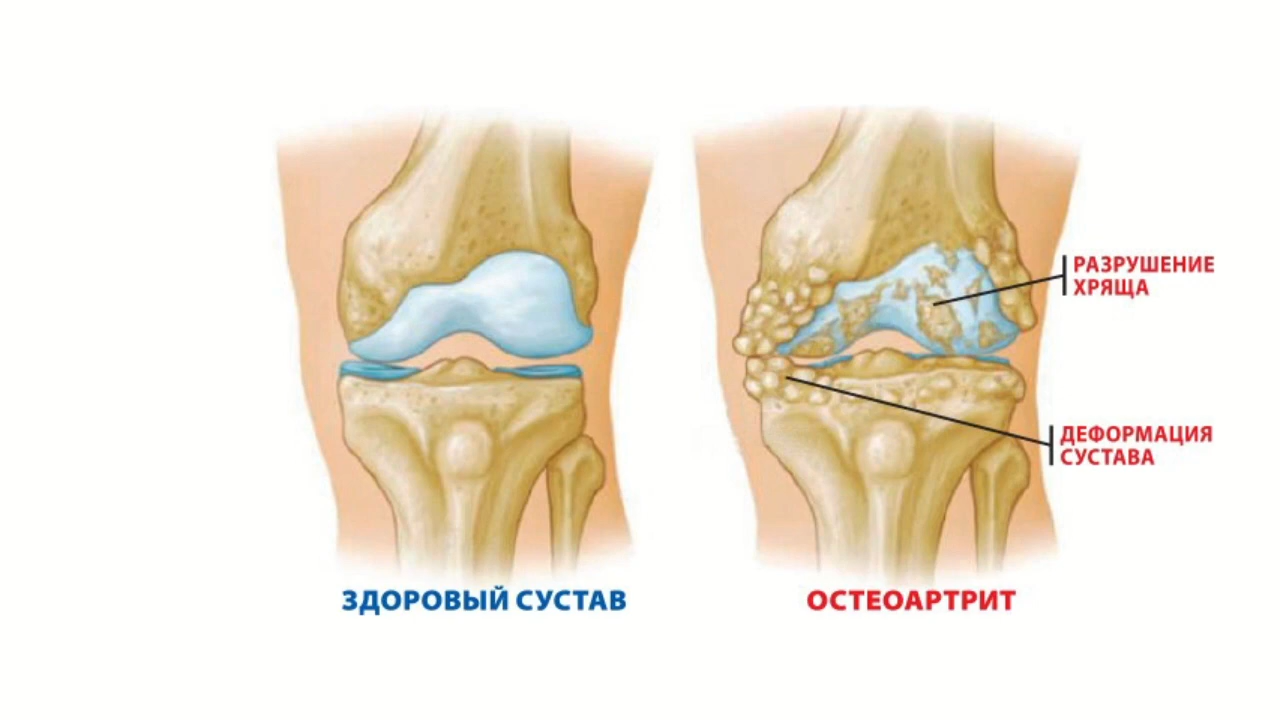 РАЗРУШЕНИЕ
ХРЯЩА
ДЕФОРМАЦИЯ
СУСТАВА
ЗДОРОВЫЙ СУСТАВ
ОСТЕОАРТРИТ